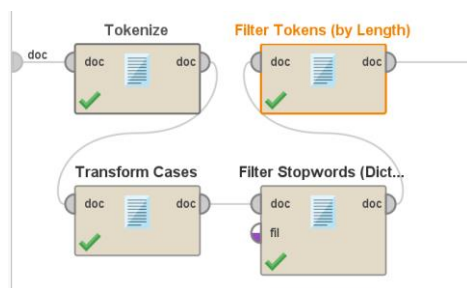 doc
Tokenize
doc doc
Filter Tokens (by Length)
doc doc
Transform Cases
doc doc
Filter Stopwords (Dict...
doc doc
fil